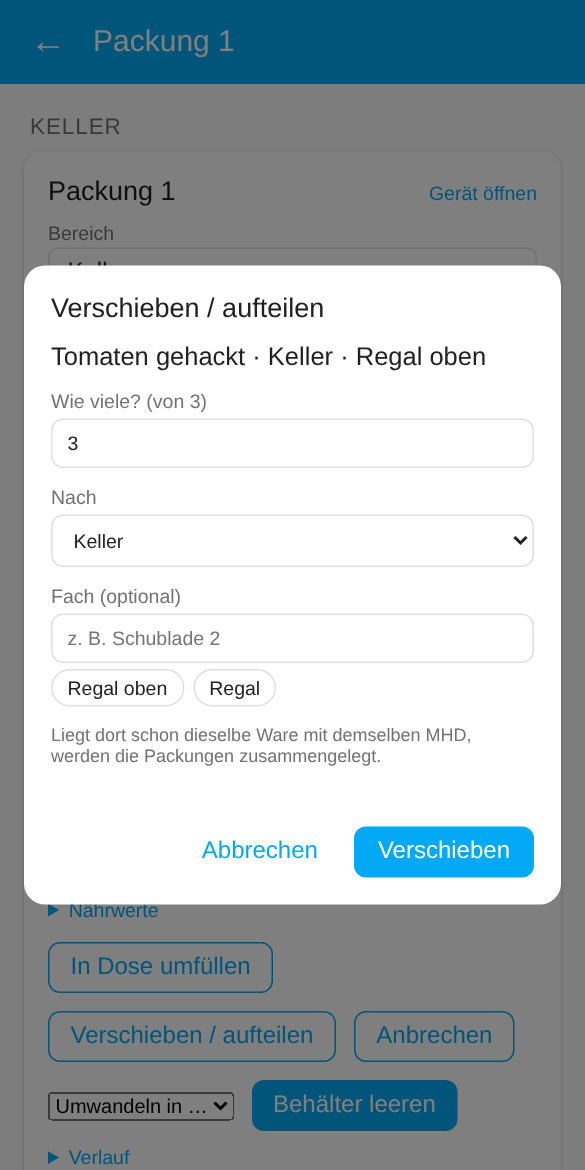 ← Packung 1
KELLER
Packung 1
Gerät öffnen
Bereich
Verschieben / aufteilen
Tomaten gehackt · Keller · Regal oben
Wie viele? (von 3)
3
Nach
Keller
Fach (optional)
z. B. Schublade 2
Regal oben
Regal
Liegt dort schon dieselbe Ware mit demselben MHD,
werden die Packungen zusammengelegt.
Abbrechen
Verschieben
Nährwerte
In Dose umfüllen
Verschieben / aufteilen
Anbrechen
Umwandeln in …
Behälter leeren
Verlauf